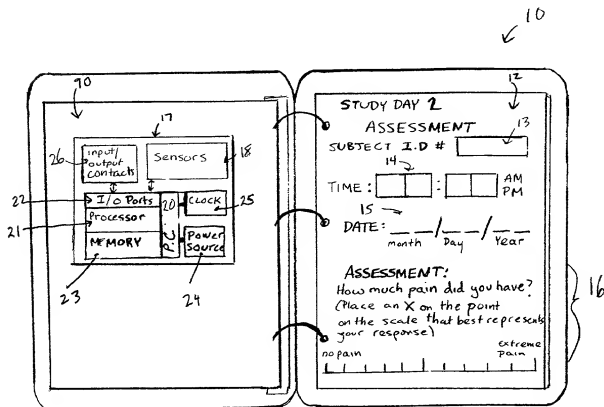 10
90
17
12
STUDY DAY 2
ASSESSMENT
SUBJECT I.D #
13
14
TIME : : AM
PM
15
DATE: __/__/__
month Day Year
26
input/
output
contacts
Sensors
18
22
I/o Ports
20
CLOCK
25
21
Processor
P.C.
MEMORY
Power
Source
23
24
ASSESSMENT:
How much pain did you have?
(Place an X on the point
on the scale that best represents
your response)
16
no pain
extreme
pain